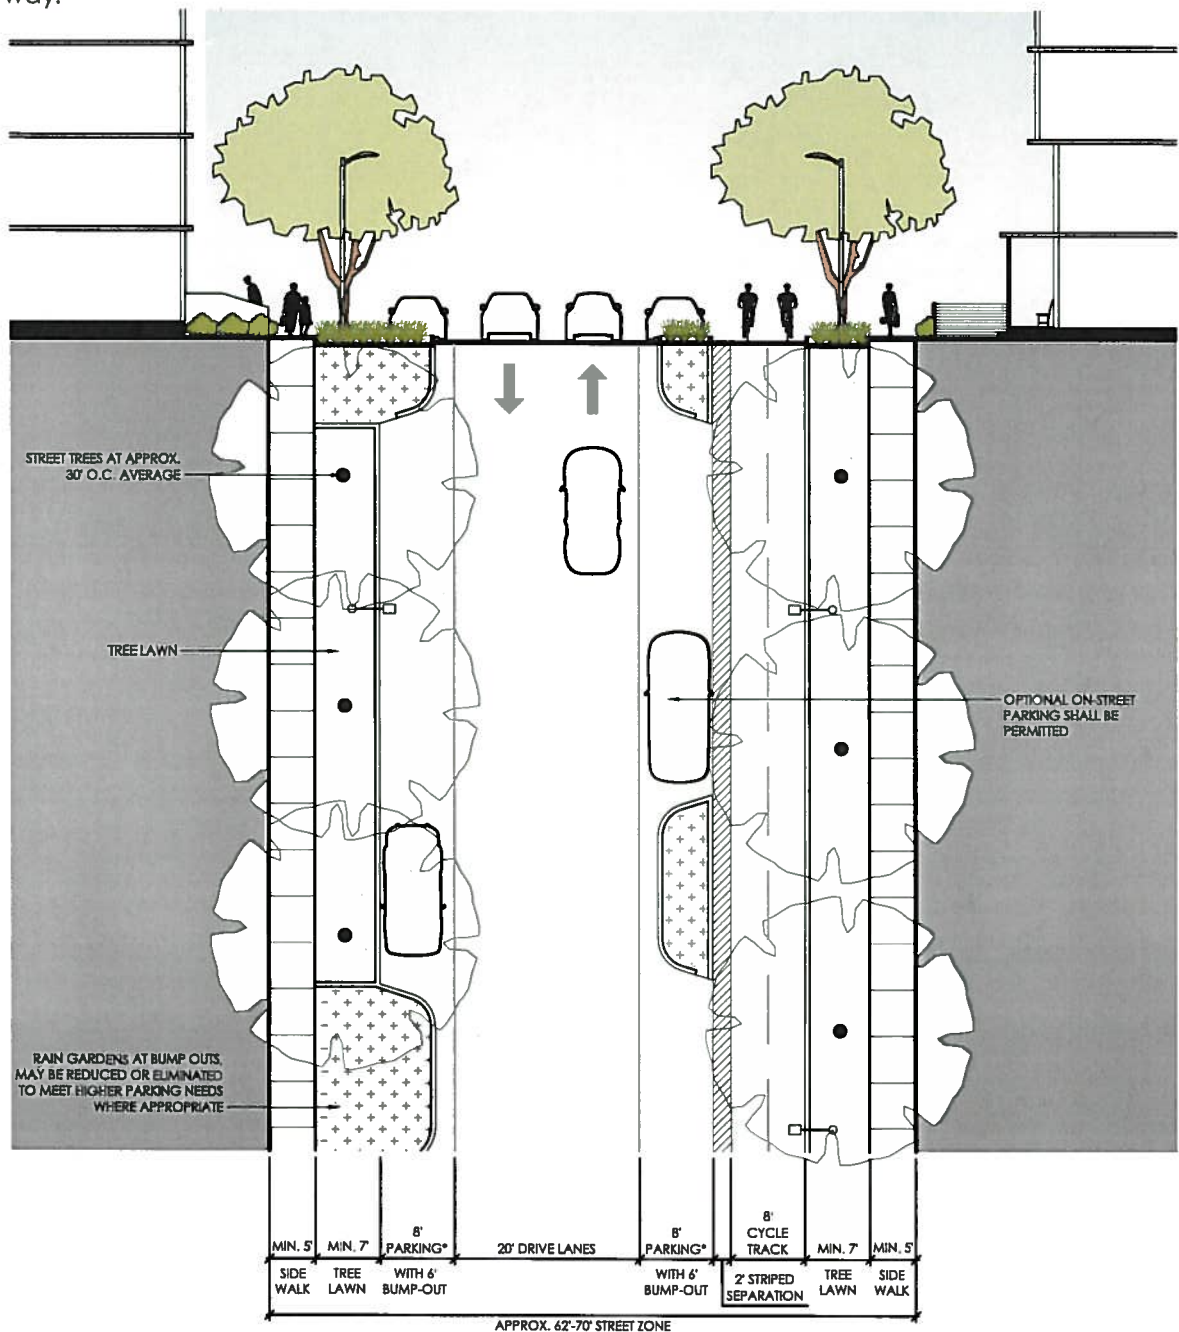 way.
STREET TREES AT APPROX.
30' O.C. AVERAGE
TREE LAWN
OPTIONAL ON-STREET
PARKING SHALL BE
PERMITTED
RAIN GARDENS AT BUMP OUTS,
MAY BE REDUCED OR ELIMINATED
TO MEET HIGHER PARKING NEEDS
WHERE APPROPRIATE
MIN. 5'
MIN. 7'
8'
PARKING*
20' DRIVE LANES
8'
PARKING*
8'
CYCLE
TRACK
MIN. 7'
MIN. 5'
SIDE
WALK
TREE
LAWN
WITH 6'
BUMP-OUT
WITH 6'
BUMP-OUT
2' STRIPED
SEPARATION
TREE
LAWN
SIDE
WALK
APPROX. 62'-70' STREET ZONE